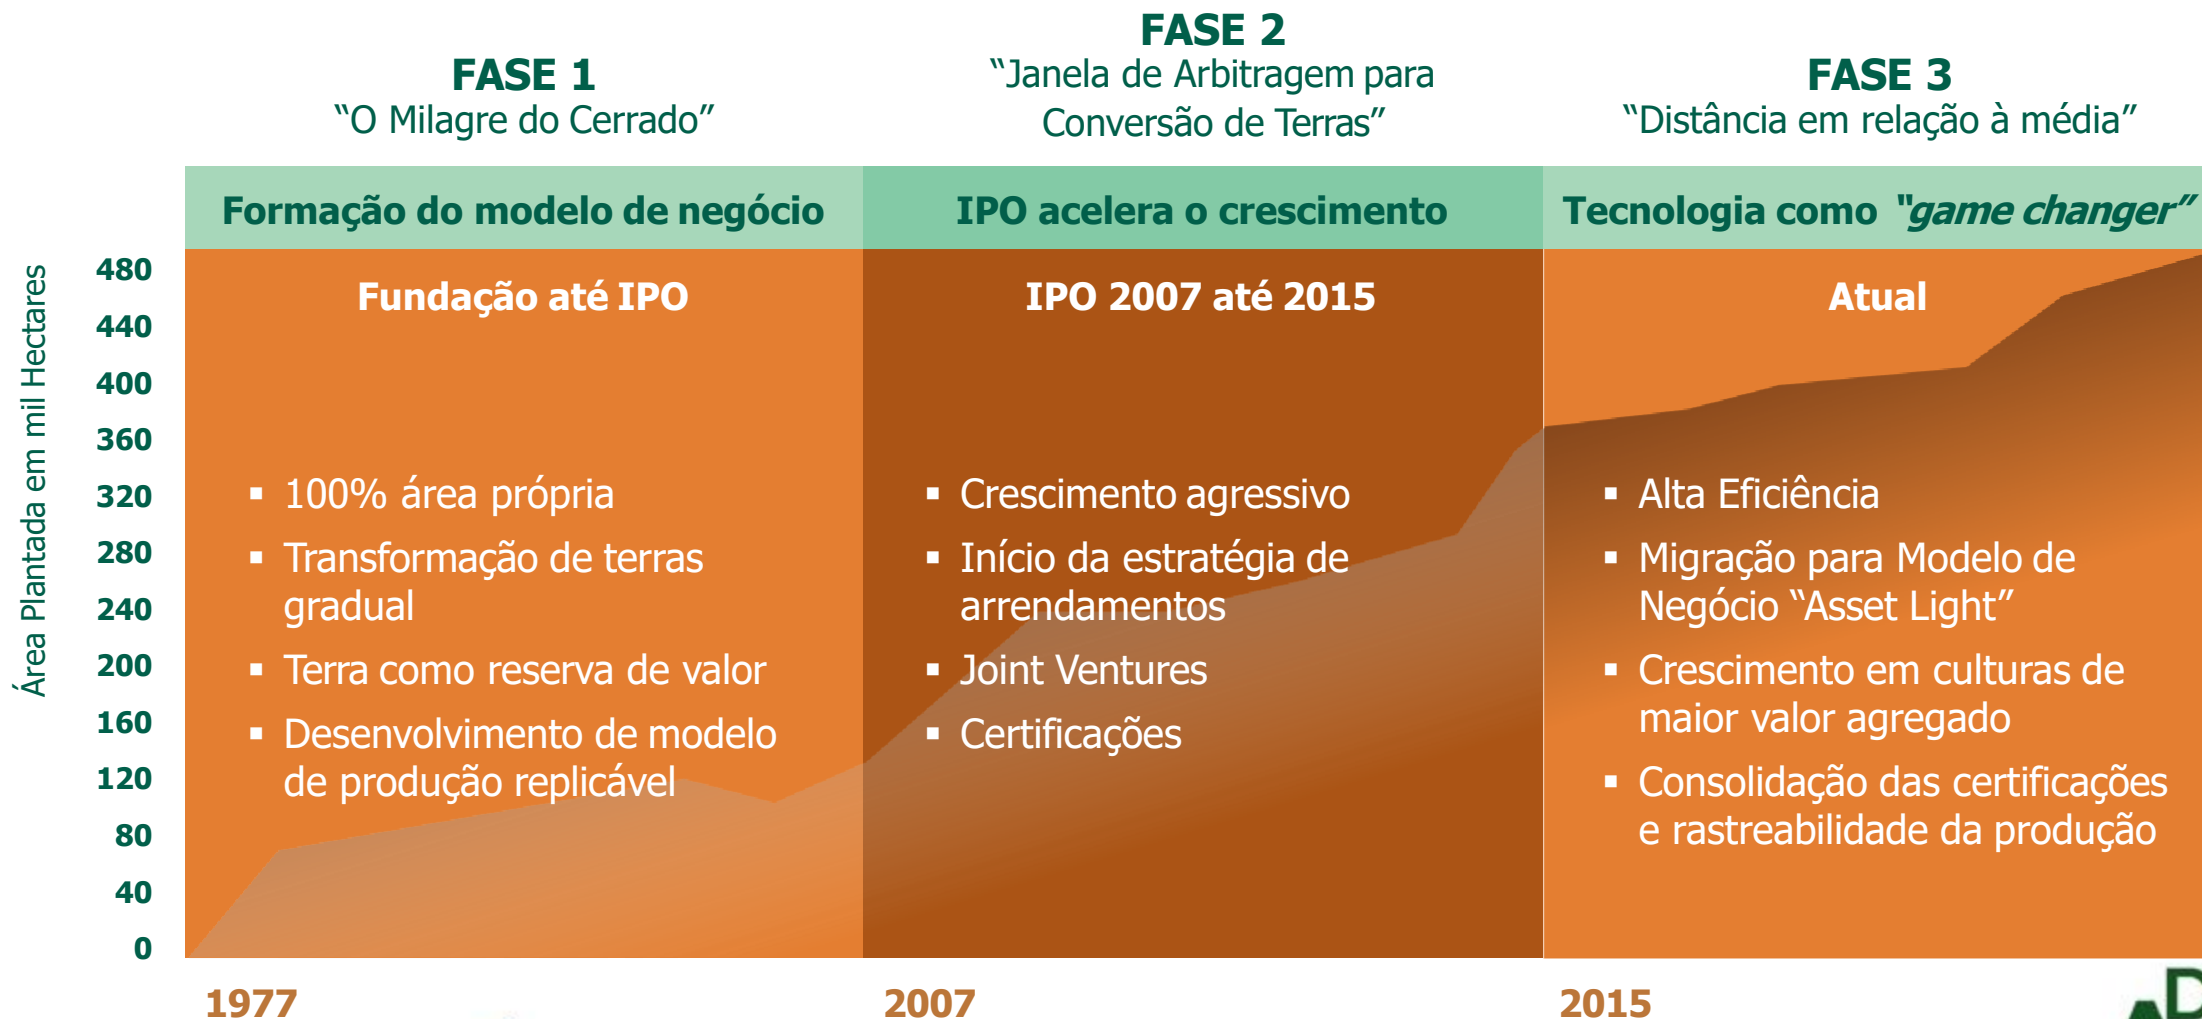 FASE 1
“O Milagre do Cerrado”
FASE 2
“Janela de Arbitragem para
Conversão de Terras”
FASE 3
“Distância em relação à média”
Formação do modelo de negócio
IPO acelera o crescimento
Tecnologia como “game changer”
Área Plantada em mil Hectares
480
440
400
360
320
280
240
200
160
120
80
40
0
Fundação até IPO
▪ 100% área própria
▪ Transformação de terras
gradual
▪ Terra como reserva de valor
▪ Desenvolvimento de modelo
de produção replicável
IPO 2007 até 2015
▪ Crescimento agressivo
▪ Início da estratégia de
arrendamentos
▪ Joint Ventures
▪ Certificações
Atual
▪ Alta Eficiência
▪ Migração para Modelo de
Negócio “Asset Light”
▪ Crescimento em culturas de
maior valor agregado
▪ Consolidação das certificações
e rastreabilidade da produção
1977
2007
2015